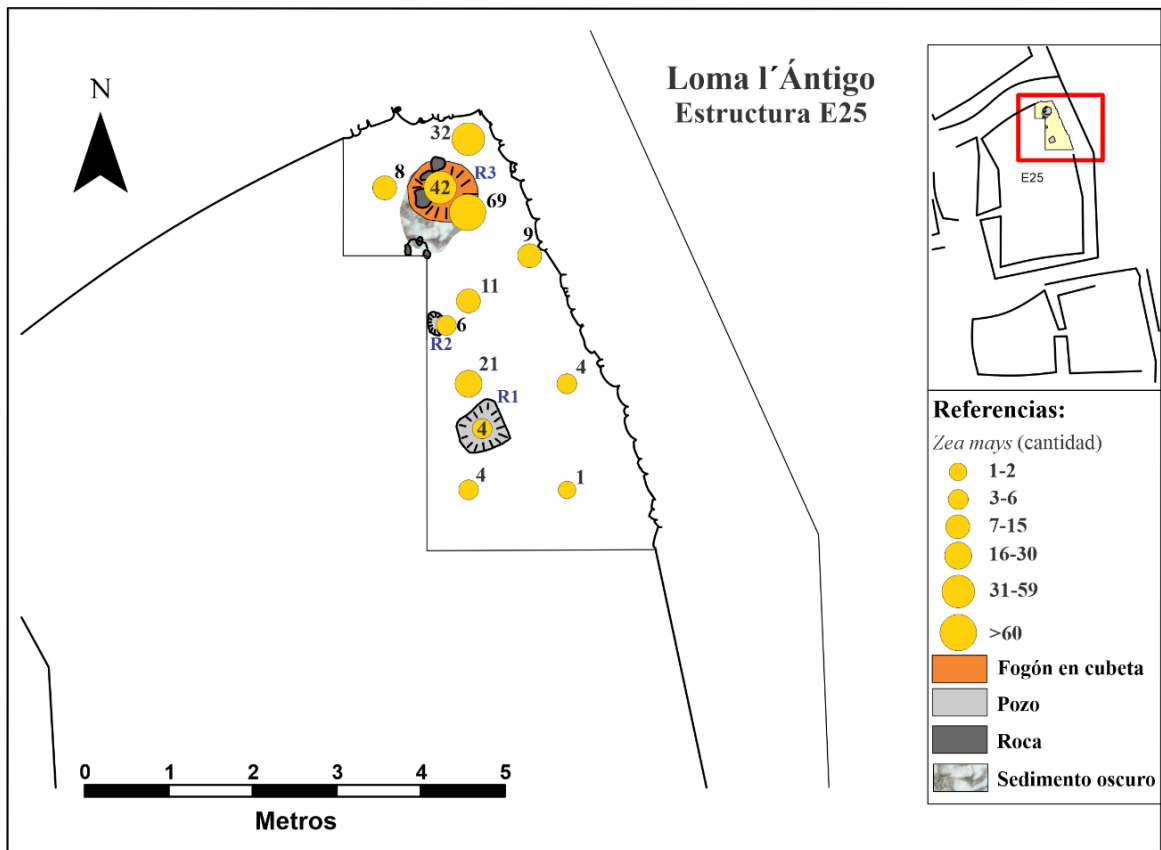 Loma l´Ántigo
Estructura E25
N
32
8
R3
42
69
9
11
6
R2
21
4
R1
4
4
1
0 1 2 3 4 5
Metros
E25
Referencias:
Zea mays (cantidad)
1-2
3-6
7-15
16-30
31-59
>60
Fogón en cubeta
Pozo
Roca
Sedimento oscuro